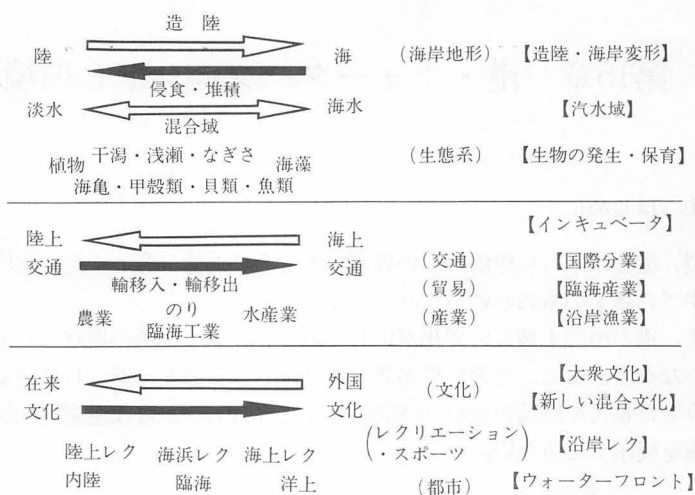 造 陸
陸 海 (海岸地形) 【造陸・海岸変形】
侵食・堆積
淡水 海水 【汽水域】
混合域
植物 干潟・浅瀬・なぎさ 海藻 (生態系) 【生物の発生・保育】
海亀・甲殻類・貝類・魚類
【インキュベータ】
陸上 海上
交通 交通 (交通) 【国際分業】
輸移入・輸移出 (貿易) 【臨海産業】
農業 のり 水産業 (産業) 【沿岸漁業】
臨海工業
在来 外国 【大衆文化】
文化 文化 (文化) 【新しい混合文化】
陸上レク 海浜レク 海上レク (レクリエーション・スポーツ) 【沿岸レク】
内陸 臨海 洋上 (都市) 【ウォーターフロント】